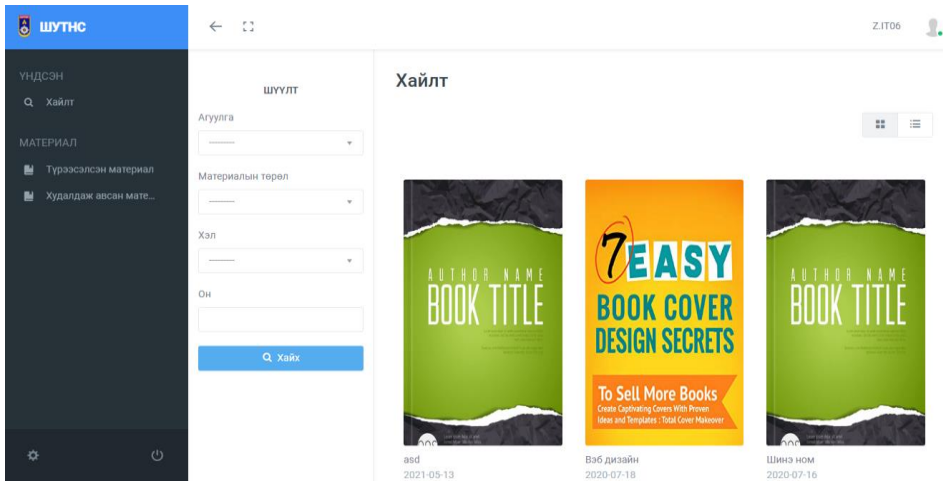 ШУТНС
Z.IT06
ҮНДСЭН
Хайлт
МАТЕРИАЛ
Түрээсэлсэн материал
Худалдаж авсан мате...
ШҮҮЛТ
Агуулга
---------
Материалын төрөл
---------
Хэл
---------
Он
Хайх
Хайлт
AUTHOR NAME
BOOK TITLE
asd
2021-05-13
7 EASY
BOOK COVER
DESIGN SECRETS
To Sell More Books
Create Captivating Covers With Proven
Ideas and Templates : Total Cover Makeover
Вэб дизайн
2020-07-18
AUTHOR NAME
BOOK TITLE
Шинэ ном
2020-07-16